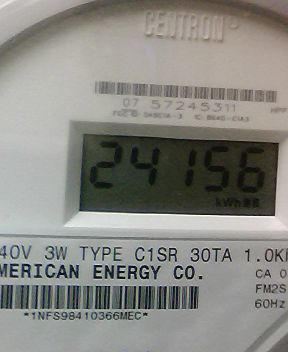 CENTRON
07 57245311
24156
kWh
40V 3W TYPE C1SR 30TA 1.0K
MERICAN ENERGY CO.
CA 0
FM2S
60Hz
*1NFS98410366MEC*